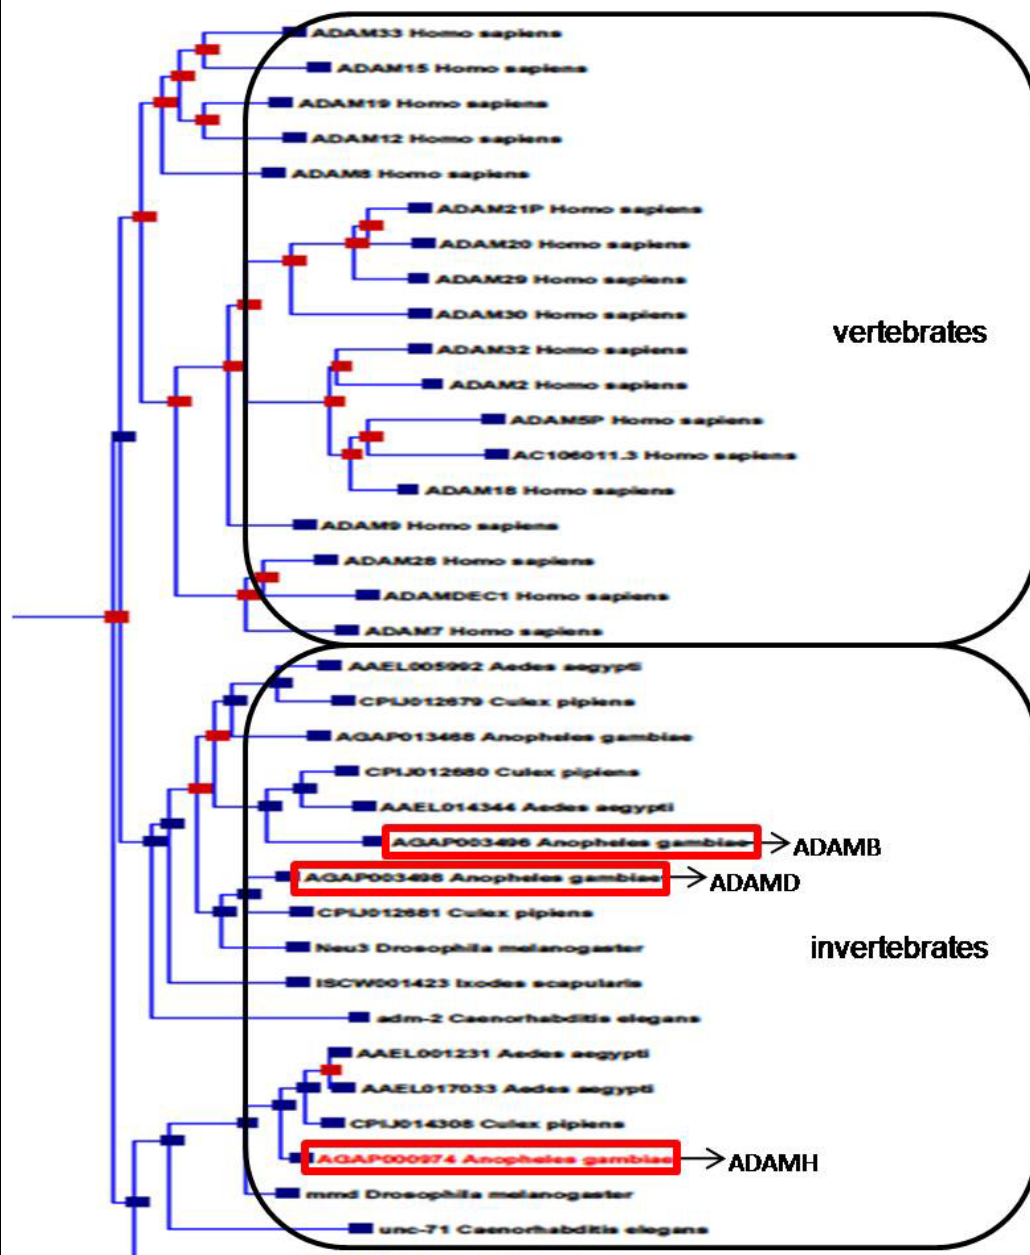 ADAM33 Homo sapiens
ADAM15 Homo sapiens
ADAM19 Homo sapiens
ADAM12 Homo sapiens
ADAM8 Homo sapiens
ADAM21P Homo sapiens
ADAM20 Homo sapiens
ADAM29 Homo sapiens
ADAM30 Homo sapiens
vertebrates
ADAM32 Homo sapiens
ADAM2 Homo sapiens
ADAM5P Homo sapiens
AC106011.3 Homo sapiens
ADAM18 Homo sapiens
ADAM9 Homo sapiens
ADAM28 Homo sapiens
ADAMDEC1 Homo sapiens
ADAM7 Homo sapiens
AAEL005992 Aedes aegypti
CPIJ012679 Culex pipiens
AGAP013468 Anopheles gambiae
CPIJ012680 Culex pipiens
AAEL014344 Aedes aegypti
AGAP003496 Anopheles gambiae ADAMB
AGAP003498 Anopheles gambiae ADAMD
CPIJ012681 Culex pipiens
Neu3 Drosophila melanogaster
invertebrates
ISCW001423 Ixodes scapularis
adm-2 Caenorhabditis elegans
AAEL001231 Aedes aegypti
AAEL017033 Aedes aegypti
CPIJ014308 Culex pipiens
AGAP000974 Anopheles gambiae ADAMH
mmd Drosophila melanogaster
unc-71 Caenorhabditis elegans